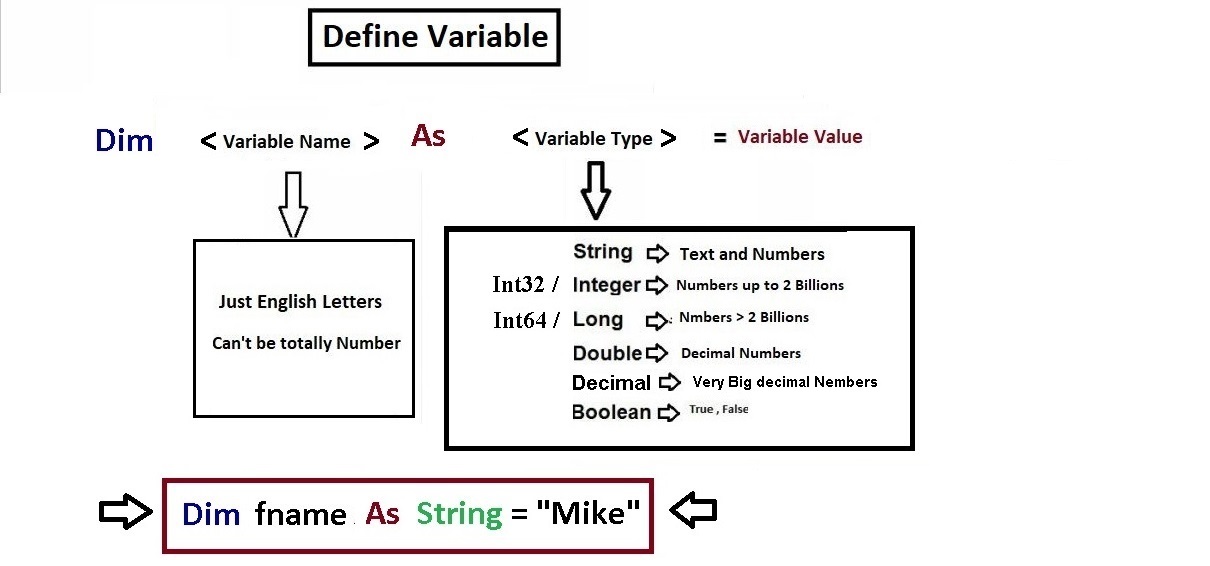 Define Variable
Dim < Variable Name > As < Variable Type > = Variable Value
Just English Letters
Can't be totally Number
String Text and Numbers
Int32 / Integer Numbers up to 2 Billions
Int64 / Long Nmbers > 2 Billions
Double Decimal Numbers
Decimal Very Big decimal Nembers
Boolean True , False
Dim fname As String = "Mike"